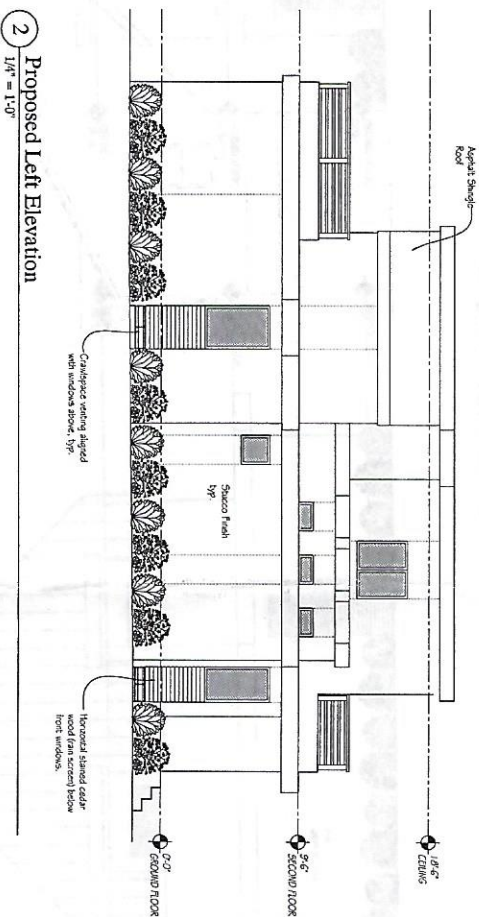 Asphalt Shingle
Roof
18'-6"
CEILING
9'-6"
SECOND FLOOR
Stucco Finish
typ.
0'-0"
GROUND FLOOR
Crawlspace venting aligned
with windows above, typ.
Horizontal stained cedar
wood (rain screen) below
front windows.
2
Proposed Left Elevation
1/4" = 1'-0"